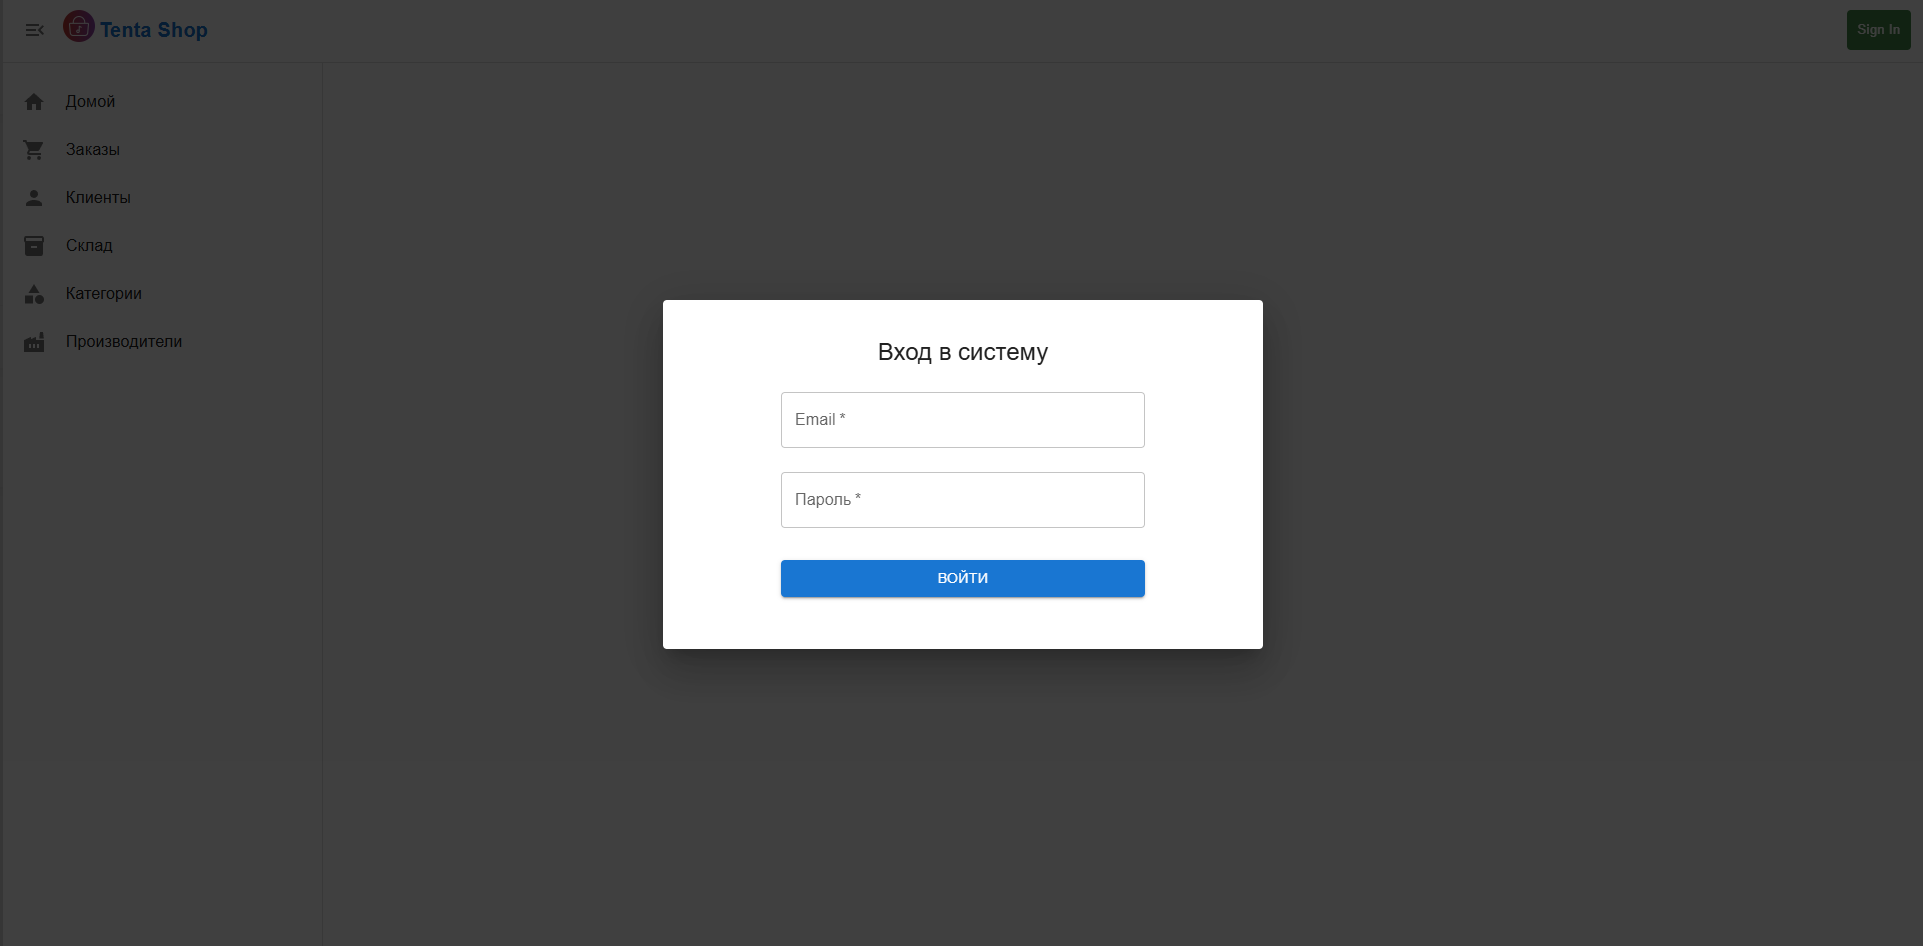 Tenta Shop
Sign In
Домой
Заказы
Клиенты
Склад
Категории
Производители
Вход в систему
Email *
Пароль *
ВОЙТИ